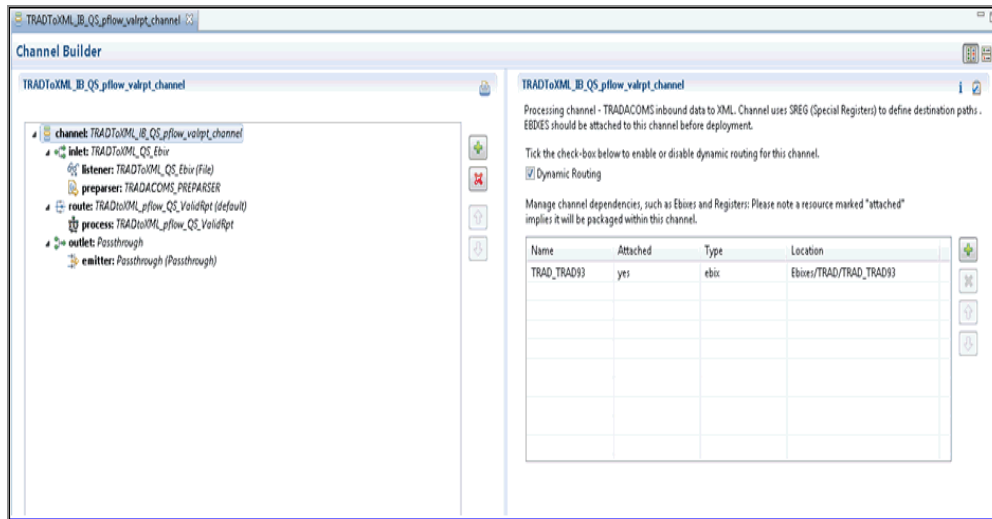 TRADToXML_IB_QS_pflow_valrpt_channel
Channel Builder
TRADToXML_IB_QS_pflow_valrpt_channel
channel: TRADToXML_IB_QS_pflow_valrpt_channel
inlet: TRADToXML_QS_Ebix
listener: TRADToXML_QS_Ebix (File)
preparser: TRADACOMS_PREPARSER
route: TRADtoXML_pflow_QS_ValidRpt (default)
process: TRADtoXML_pflow_QS_ValidRpt
outlet: Passthrough
emitter: Passthrough (Passthrough)
TRADToXML_IB_QS_pflow_valrpt_channel
Processing channel - TRADACOMS inbound data to XML. Channel uses SREG (Special Registers) to define destination paths .
EBIXES should be attached to this channel before deployment.
Tick the check-box below to enable or disable dynamic routing for this channel.
Dynamic Routing
Manage channel dependencies, such as Ebixes and Registers: Please note a resource marked "attached"
implies it will be packaged within this channel.
Name Attached Type Location
TRAD_TRAD93 yes ebix Ebixes/TRAD/TRAD_TRAD93